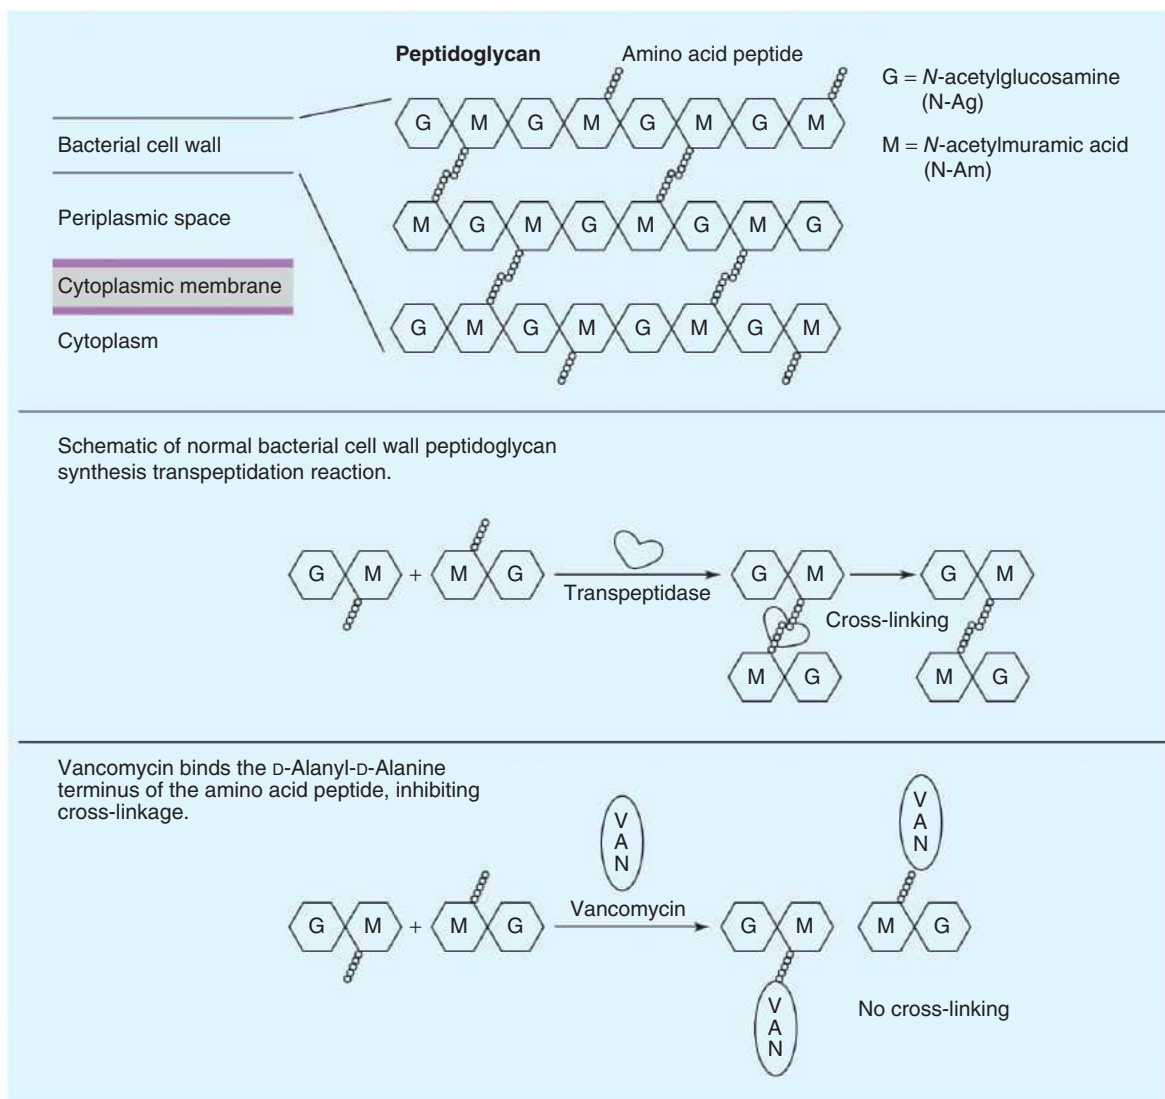 Peptidoglycan
Amino acid peptide
G = N-acetylglucosamine
(N-Ag)
M = N-acetylmuramic acid
(N-Am)
Bacterial cell wall
Periplasmic space
Cytoplasmic membrane
Cytoplasm
G M G M G M G M
M G M G M G M G
G M G M G M G M
Schematic of normal bacterial cell wall peptidoglycan
synthesis transpeptidation reaction.
G M + M G
Transpeptidase
G M
M G
Cross-linking
G M
M G
Vancomycin binds the D-Alanyl-D-Alanine
terminus of the amino acid peptide, inhibiting
cross-linkage.
G M + M G
V
A
N
Vancomycin
G M
V
A
N
V
A
N
M G
No cross-linking